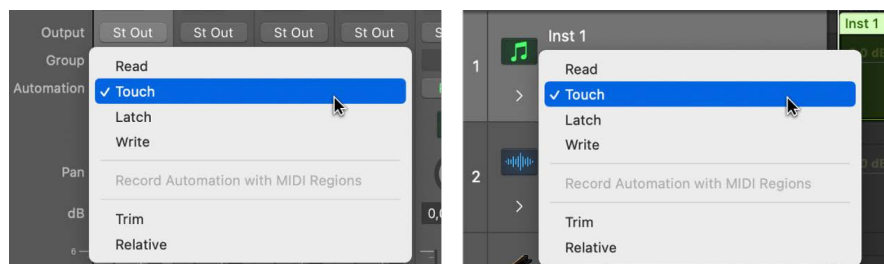 Output St Out St Out St Out St Out S
Group
Automation
Read
✓ Touch
Latch
Write
Pan
Record Automation with MIDI Regions
dB
Trim
0,
Relative
6
Inst 1
Inst 1
1
Read
✓ Touch
Latch
Write
2
Record Automation with MIDI Regions
Trim
Relative